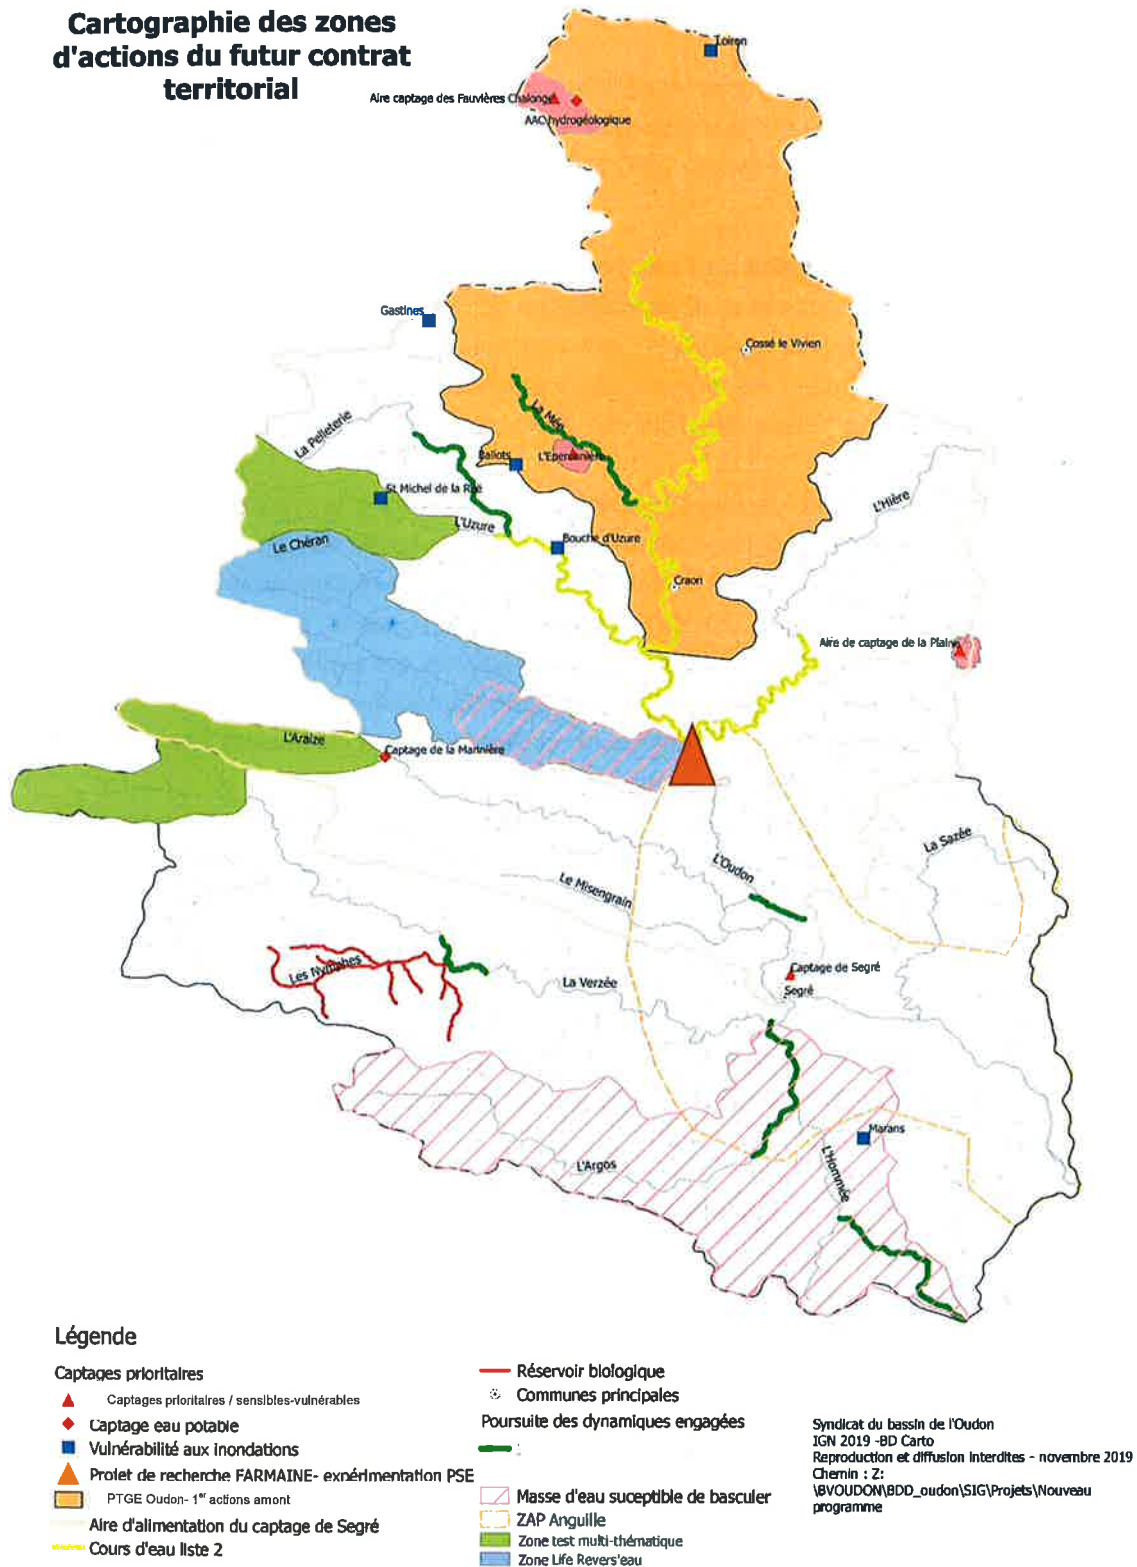 Cartographie des zones
d'actions du futur contrat
territorial
Loiron
Aire captage des Fauvières Chalonge
AAC hydrogéologique
Gastines
Cossé le Vivien
La Pelleterie
La Mée
Ballots
L'Eperonnière
St Michel de la Roë
L'Uzure
L'Hière
Le Chéran
Bouche d'Uzure
Craon
Aire de captage de la Plaine
L'Araize
Captage de la Marinière
L'Oudon
La Sazée
Le Misengrain
Les Nymphes
Captage de Segré
Segré
La Verzée
Marans
L'Argos
L'Hommée
Légende
Captages prioritaires
Captages prioritaires / sensibles-vulnérables
Captage eau potable
Vulnérabilité aux inondations
Projet de recherche FARMAINE- expérimentation PSE
PTGE Oudon- 1er actions amont
Aire d'alimentation du captage de Segré
Cours d'eau liste 2
Réservoir biologique
Communes principales
Poursuite des dynamiques engagées
:
Masse d'eau suceptible de basculer
ZAP Anguille
Zone test multi-thématique
Zone Life Revers'eau
Syndicat du bassin de l'Oudon
IGN 2019 -BD Carto
Reproduction et diffusion interdites - novembre 2019
Chemin : Z:
\BVOUDON\BDD_oudon\SIG\Projets\Nouveau
programme